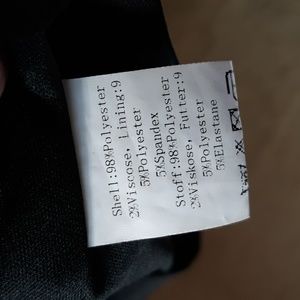 Shell:98%Polyester
2%Viscose, Lining:9
5%Polyester
5%Spandex
Stoff:98%Polyester
2%Viskose, Futter:9
5%Polyester
5%Elastane